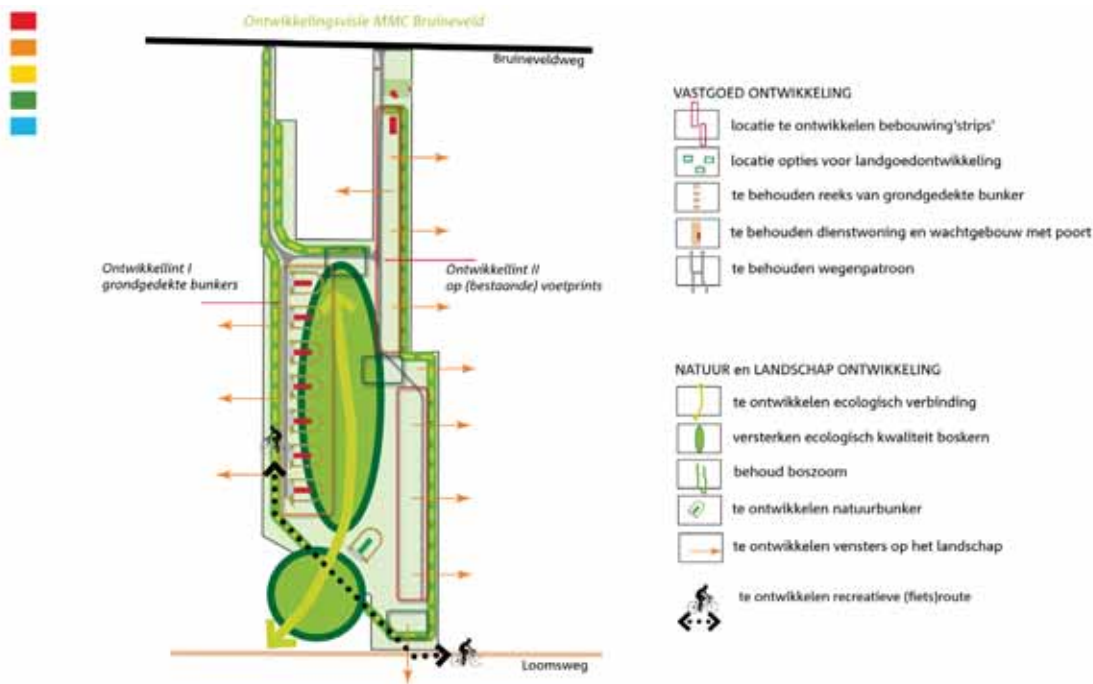 Ontwikkelingsvisie MMC Bruineveld
Bruineveldweg
Ontwikkellint I
grondgedekte bunkers
Ontwikkellint II
op (bestaande) voetprints
Loomsweg
VASTGOED ONTWIKKELING
locatie te ontwikkelen bebouwing'strips'
locatie opties voor landgoedontwikkeling
te behouden reeks van grondgedekte bunker
te behouden dienstwoning en wachtgebouw met poort
te behouden wegenpatroon
NATUUR en LANDSCHAP ONTWIKKELING
te ontwikkelen ecologisch verbinding
versterken ecologisch kwaliteit boskern
behoud boszoom
te ontwikkelen natuurbunker
te ontwikkelen vensters op het landschap
te ontwikkelen recreatieve (fiets)route